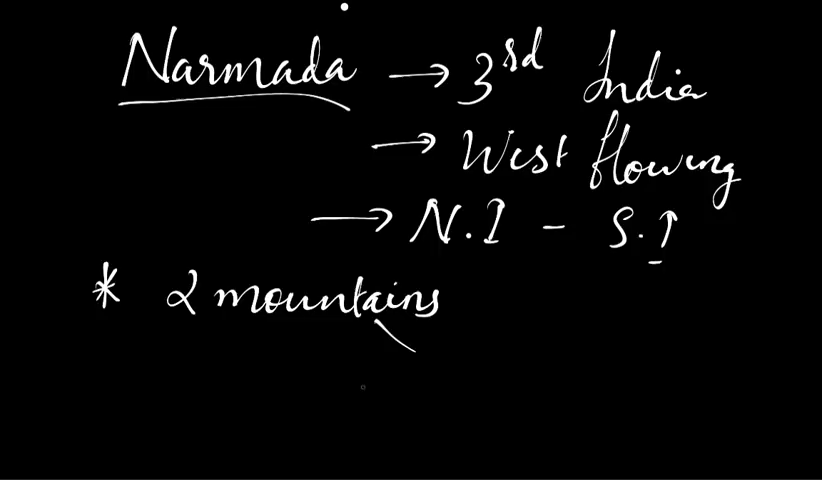 Narmada → 3rd India
→ West flowing
→ N.I - S.I
* 2 mountains